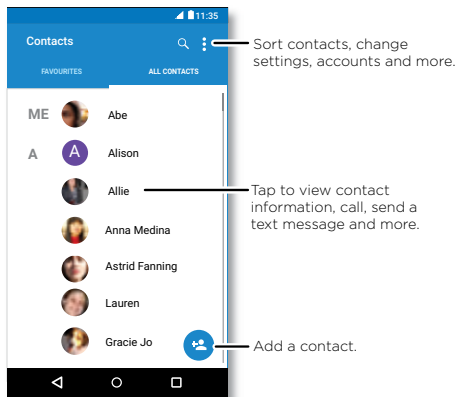 11:35
Contacts
FAVOURITES ALL CONTACTS
ME Abe
A A Alison
Allie
Anna Medina
Astrid Fanning
Lauren
Gracie Jo
Sort contacts, change
settings, accounts and more.
Tap to view contact
information, call, send a
text message and more.
Add a contact.